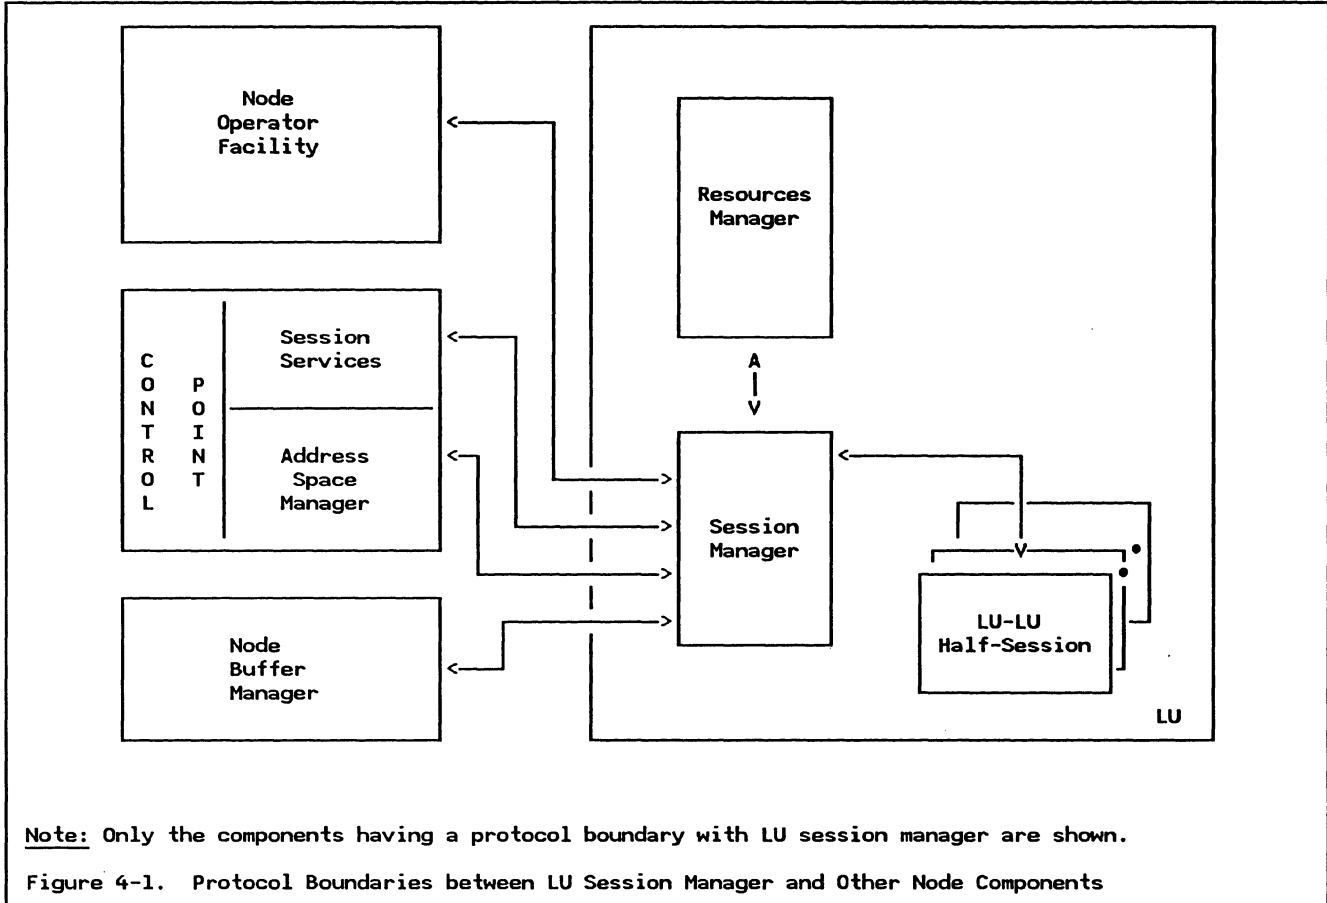 Node
Operator
Facility
Resources
Manager
CONTROL
POINT
Session
Services
Address
Space
Manager
Session
Manager
LU-LU
Half-Session
Node
Buffer
Manager
LU
Note: Only the components having a protocol boundary with LU session manager are shown.
Figure 4-1. Protocol Boundaries between LU Session Manager and Other Node Components